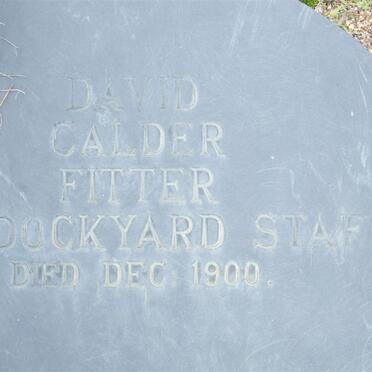 DAVID
CALDER
FITTER
DOCKYARD STAF
DIED DEC. 1900.